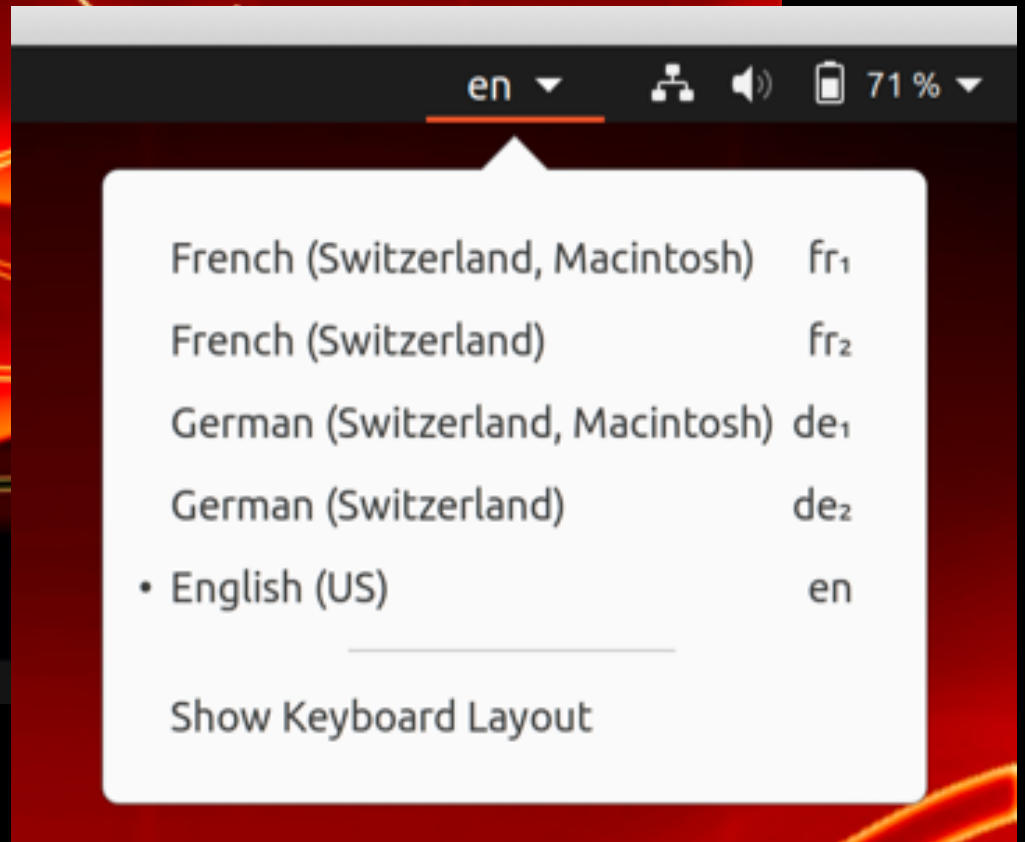 en 71 %
French (Switzerland, Macintosh) fr₁
French (Switzerland) fr₂
German (Switzerland, Macintosh) de₁
German (Switzerland) de₂
• English (US) en
Show Keyboard Layout